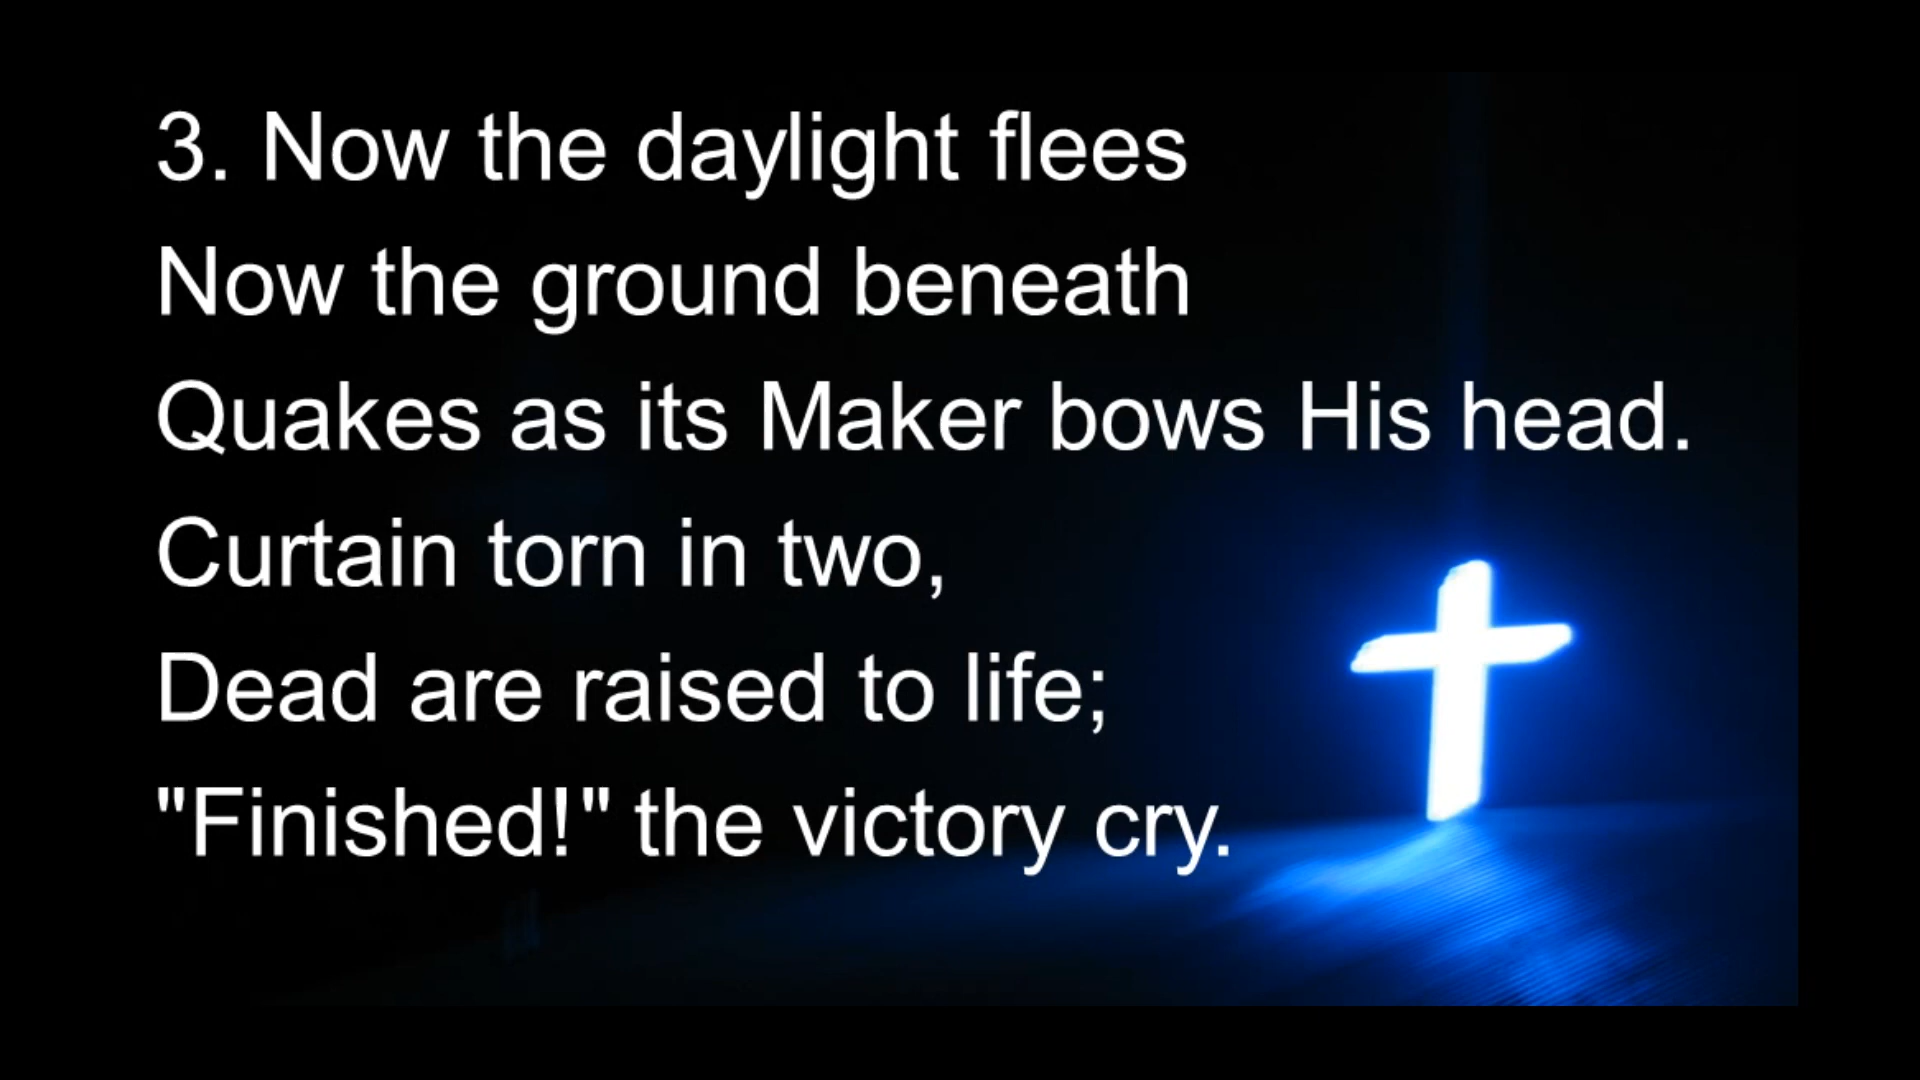 3. Now the daylight flees
Now the ground beneath
Quakes as its Maker bows His head.
Curtain torn in two,
Dead are raised to life;
"Finished!" the victory cry.